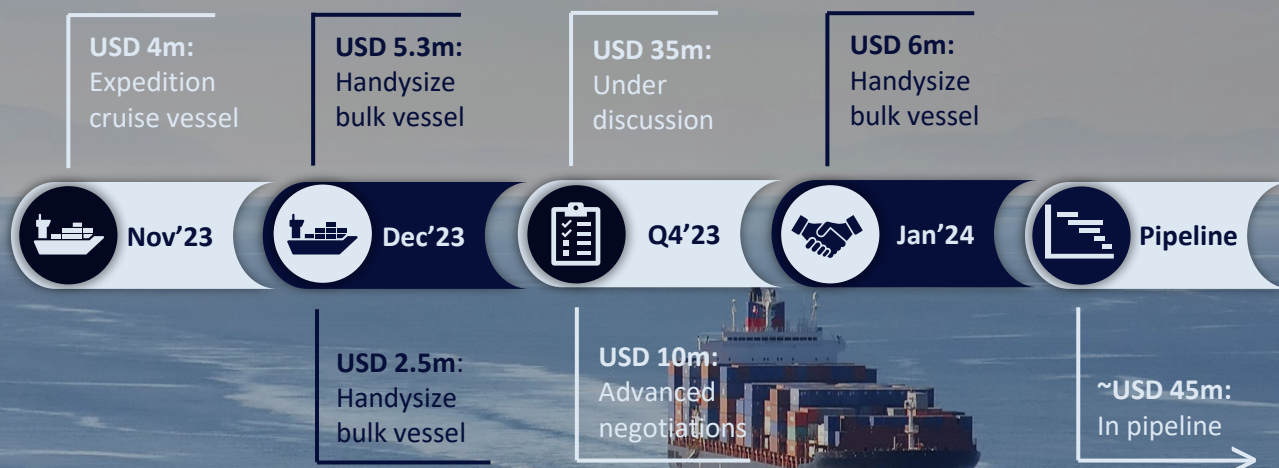 USD 4m:
Expedition
cruise vessel
USD 5.3m:
Handysize
bulk vessel
USD 35m:
Under
discussion
USD 6m:
Handysize
bulk vessel
Nov’23
Dec’23
Q4’23
Jan’24
Pipeline
USD 2.5m:
Handysize
bulk vessel
USD 10m:
Advanced
negotiations
~USD 45m:
In pipeline